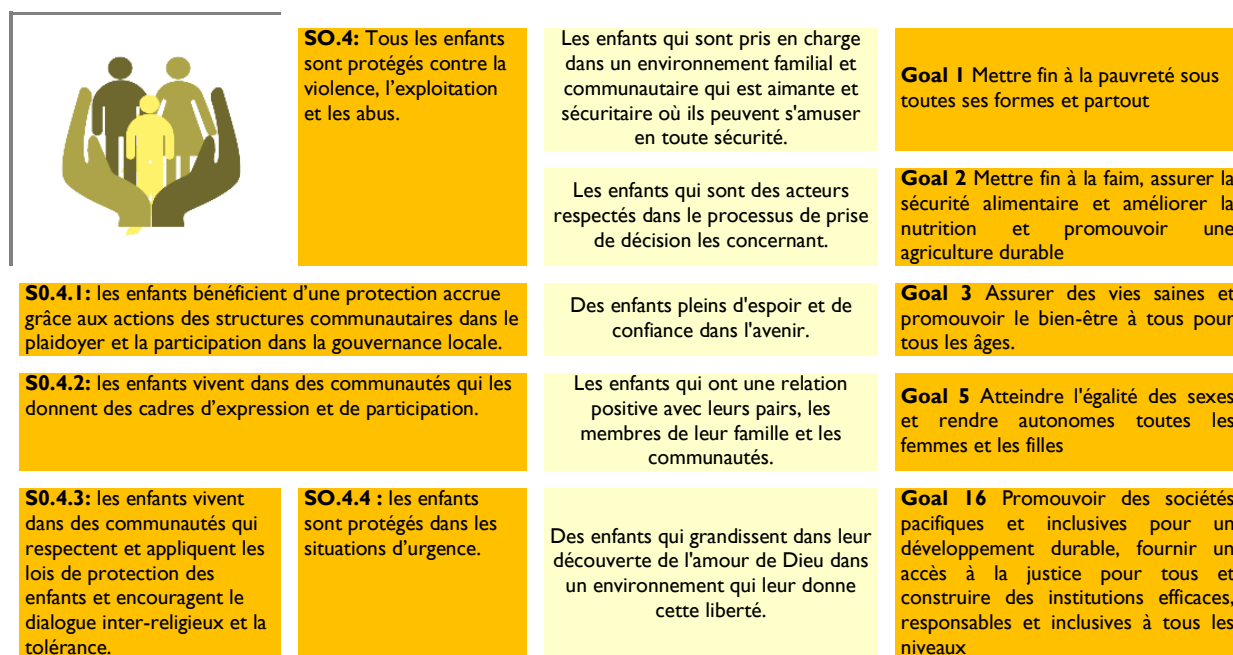 SO.4: Tous les enfants
sont protégés contre la
violence, l'exploitation
et les abus.
Les enfants qui sont pris en charge
dans un environnement familial et
communautaire qui est aimante et
sécuritaire où ils peuvent s'amuser
en toute sécurité.
Goal 1 Mettre fin à la pauvreté sous
toutes ses formes et partout
Les enfants qui sont des acteurs
respectés dans le processus de prise
de décision les concernant.
Goal 2 Mettre fin à la faim, assurer la
sécurité alimentaire et améliorer la
nutrition et promouvoir une
agriculture durable
S0.4.1: les enfants bénéficient d'une protection accrue
grâce aux actions des structures communautaires dans le
plaidoyer et la participation dans la gouvernance locale.
Des enfants pleins d'espoir et de
confiance dans l'avenir.
Goal 3 Assurer des vies saines et
promouvoir le bien-être à tous pour
tous les âges.
S0.4.2: les enfants vivent dans des communautés qui les
donnent des cadres d'expression et de participation.
Les enfants qui ont une relation
positive avec leurs pairs, les
membres de leur famille et les
communautés.
Goal 5 Atteindre l'égalité des sexes
et rendre autonomes toutes les
femmes et les filles
S0.4.3: les enfants vivent
dans des communautés qui
respectent et appliquent les
lois de protection des
enfants et encouragent le
dialogue inter-religieux et la
tolérance.
SO.4.4 : les enfants
sont protégés dans les
situations d'urgence.
Des enfants qui grandissent dans leur
découverte de l'amour de Dieu dans
un environnement qui leur donne
cette liberté.
Goal 16 Promouvoir des sociétés
pacifiques et inclusives pour un
développement durable, fournir un
accès à la justice pour tous et
construire des institutions efficaces,
responsables et inclusives à tous les
niveaux